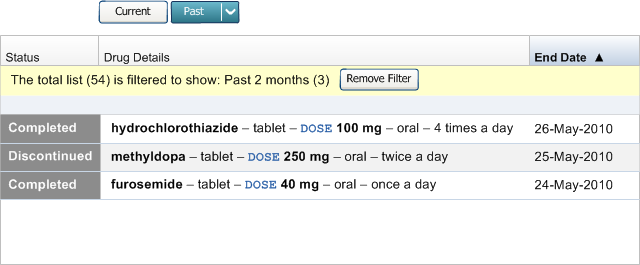 Current Past
Status Drug Details End Date ▲
The total list (54) is filtered to show: Past 2 months (3) Remove Filter
Completed hydrochlorothiazide – tablet – DOSE 100 mg – oral – 4 times a day 26-May-2010
Discontinued methyldopa – tablet – DOSE 250 mg – oral – twice a day 25-May-2010
Completed furosemide – tablet – DOSE 40 mg – oral – once a day 24-May-2010